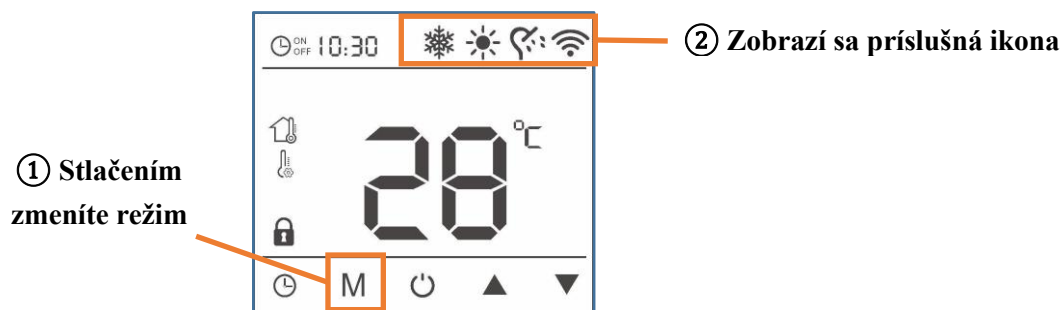 ON
OFF 10:30
② Zobrazí sa príslušná ikona
28 °C
① Stlačením
zmeníte režim
M